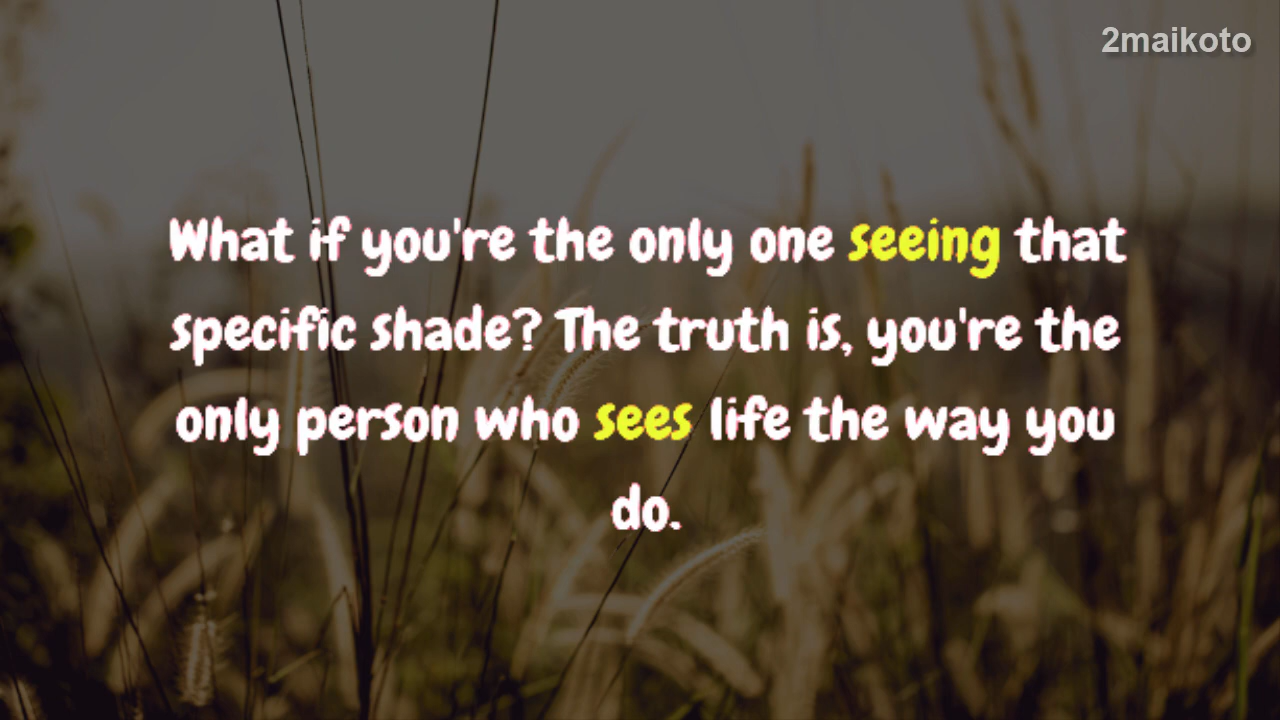 2maikoto
What if you're the only one seeing that
specific shade? The truth is, you're the
only person who sees life the way you
do.